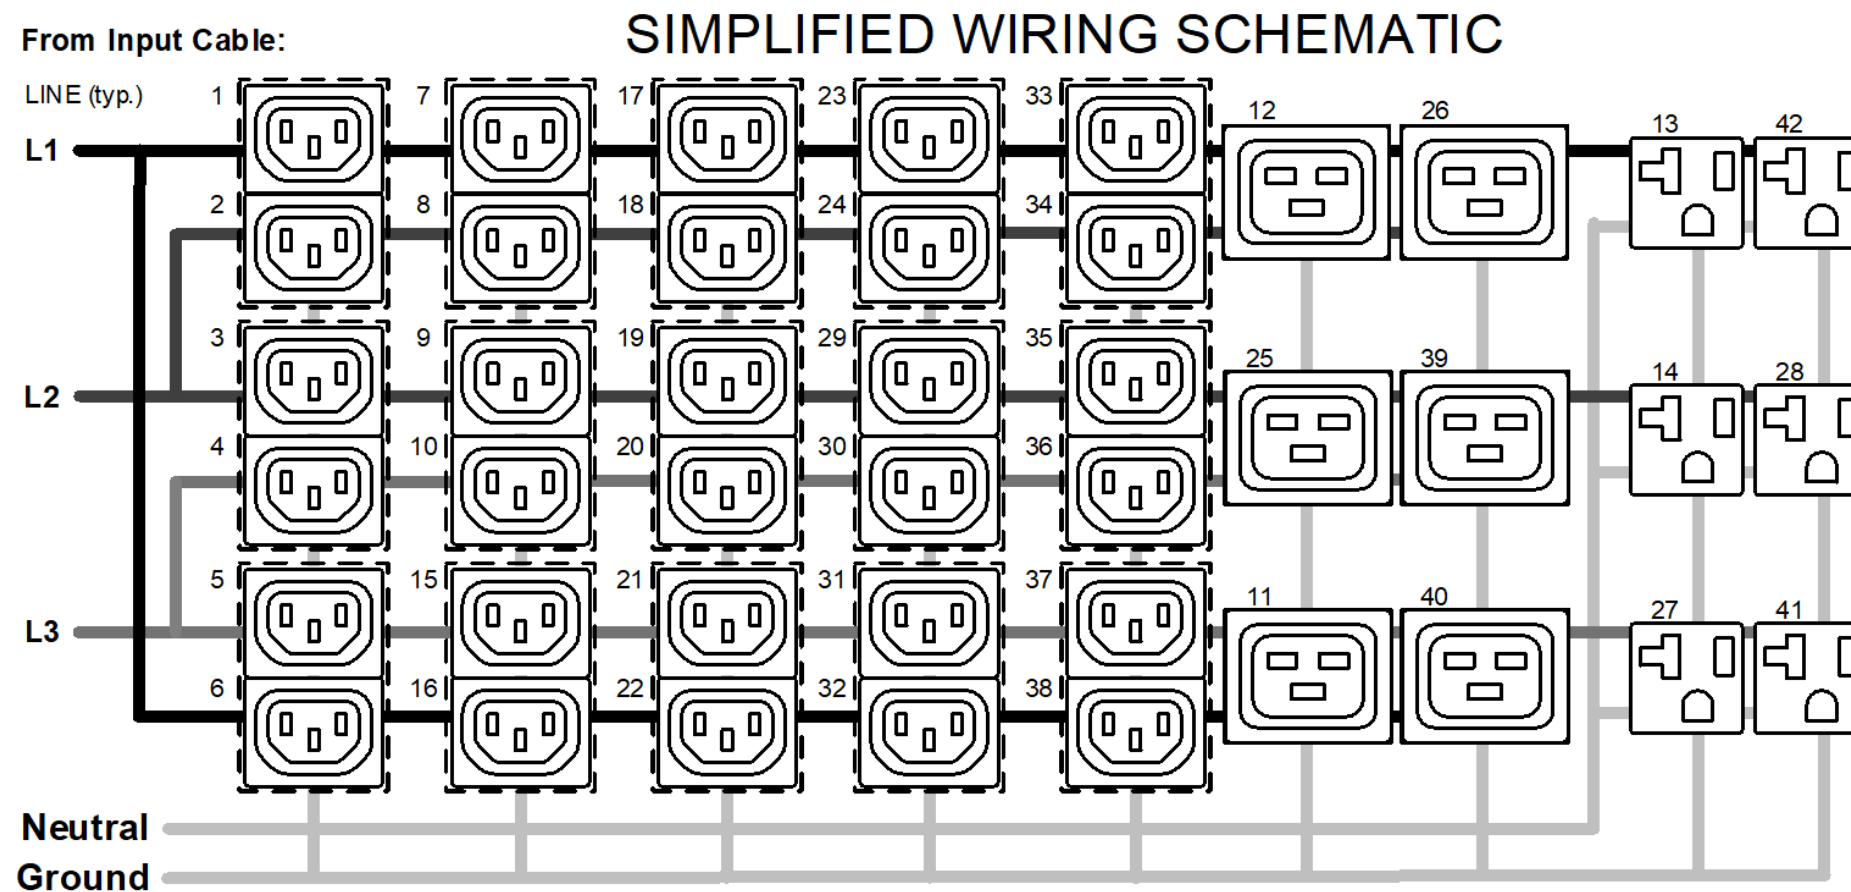 SIMPLIFIED WIRING SCHEMATIC
From Input Cable:
LINE (typ.)
1 7 17 23 33 12 26 13 42
L1
2 8 18 24 34
3 9 19 29 35 25 39 14 28
L2
4 10 20 30 36
5 15 21 31 37 11 40 27 41
L3
6 16 22 32 38
Neutral
Ground